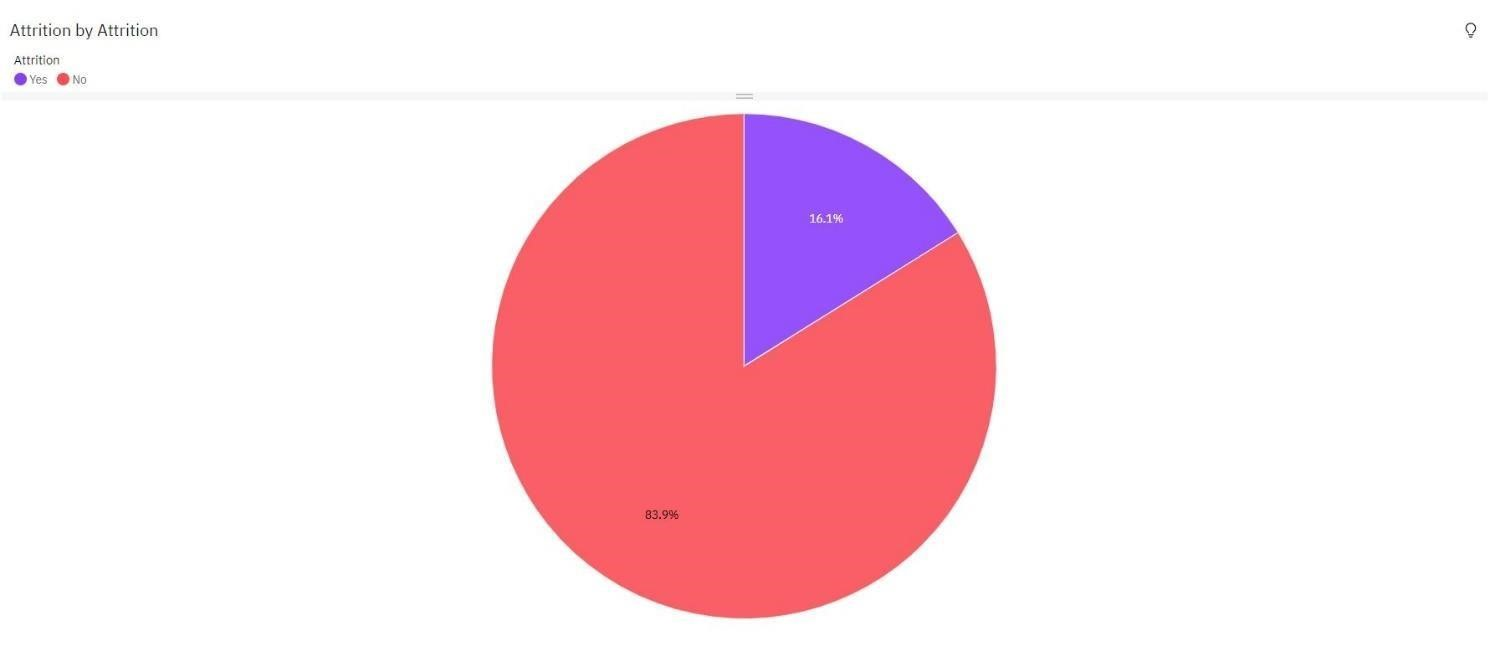 Attrition by Attrition
Attrition
Yes No
16.1%
83.9%